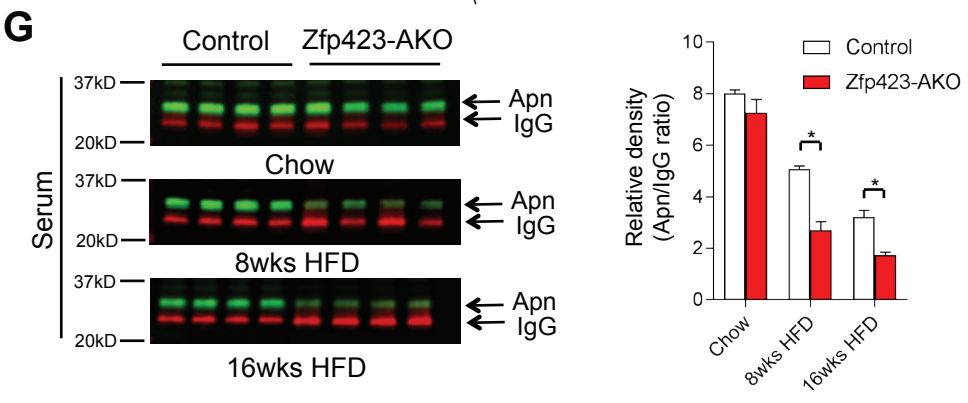 G
Control Zfp423-AKO
Serum
37kD
20kD
Apn
IgG
Chow
37kD
20kD
Apn
IgG
8wks HFD
37kD
20kD
Apn
IgG
16wks HFD
Relative density
(Apn/IgG ratio)
10
8
6
4
2
0
Control
Zfp423-AKO
*
*
Chow
8wks HFD
16wks HFD